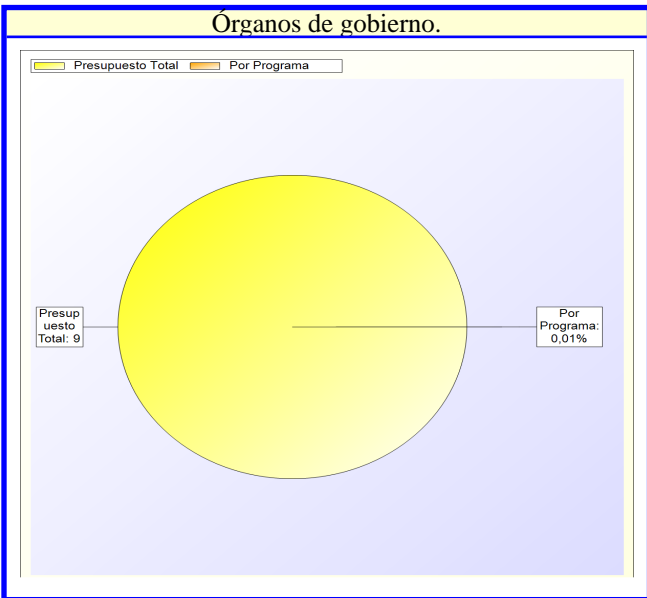 Órganos de gobierno.
Presupuesto Total Por Programa
Presup
uesto
Total: 9
Por
Programa:
0,01%